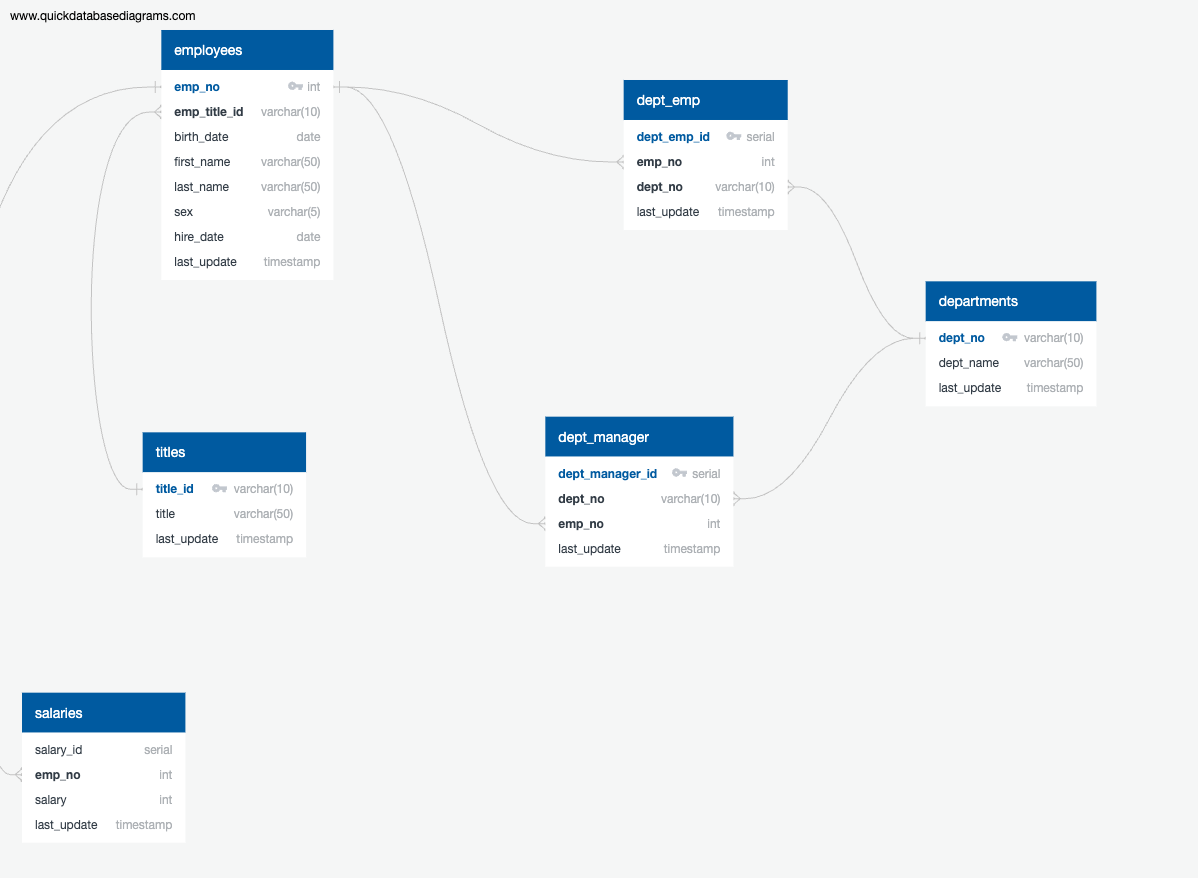 www.quickdatabasediagrams.com
employees
emp_no int
emp_title_id varchar(10)
birth_date date
first_name varchar(50)
last_name varchar(50)
sex varchar(5)
hire_date date
last_update timestamp
dept_emp
dept_emp_id serial
emp_no int
dept_no varchar(10)
last_update timestamp
departments
dept_no varchar(10)
dept_name varchar(50)
last_update timestamp
titles
title_id varchar(10)
title varchar(50)
last_update timestamp
dept_manager
dept_manager_id serial
dept_no varchar(10)
emp_no int
last_update timestamp
salaries
salary_id serial
emp_no int
salary int
last_update timestamp